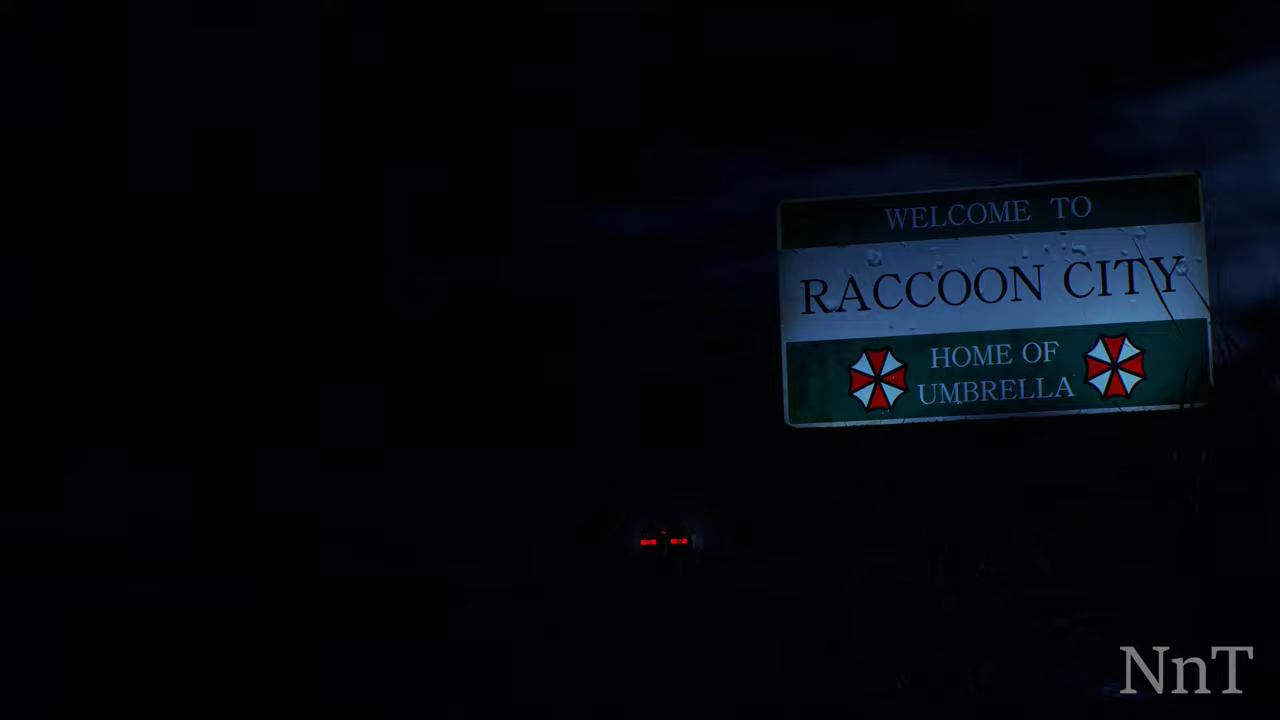 WELCOME TO
RACCOON CITY
HOME OF
UMBRELLA
NnT